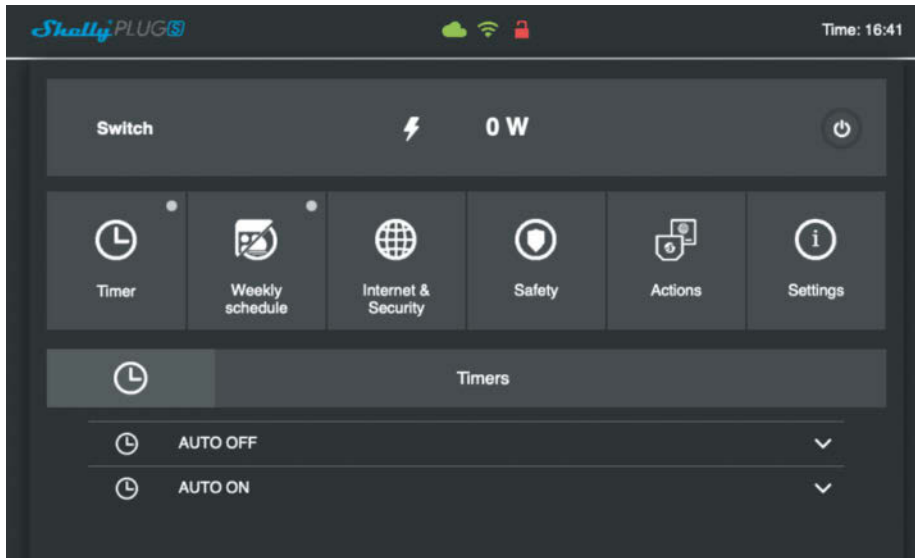 Shelly PLUG S
Time: 16:41
Switch
0 W
Timer
Weekly
schedule
Internet &
Security
Safety
Actions
Settings
Timers
AUTO OFF
AUTO ON